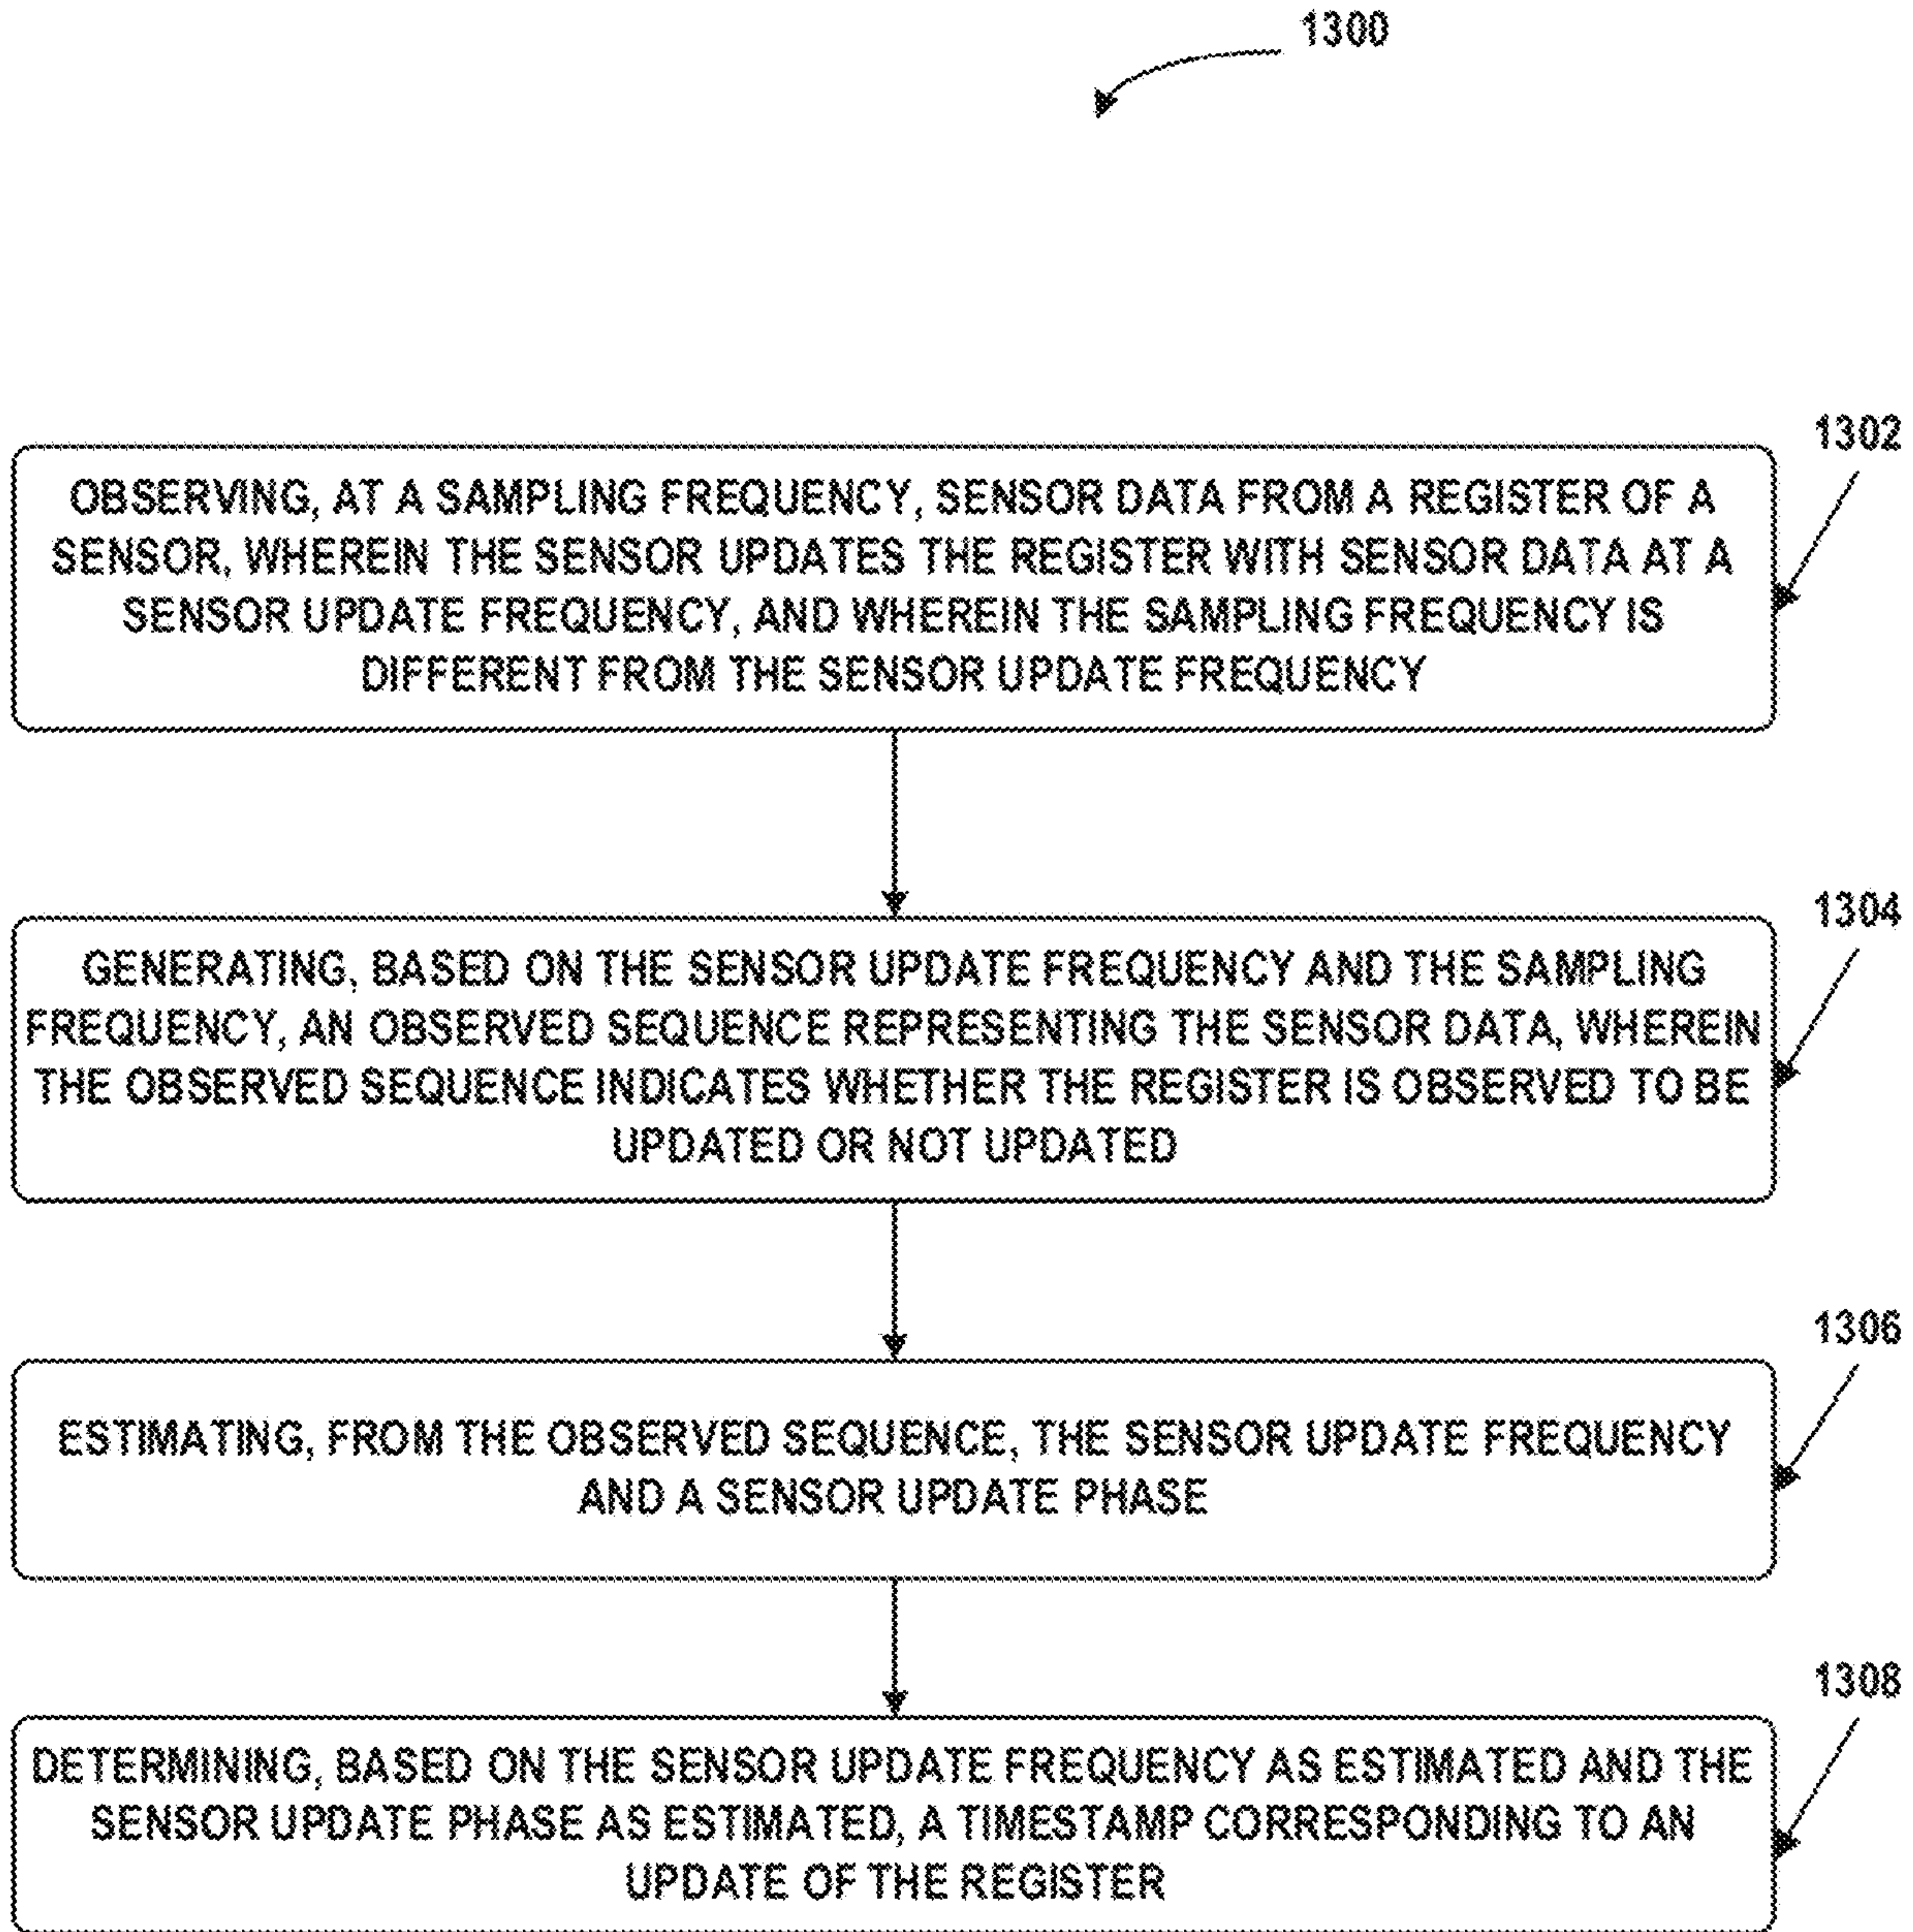 1300
1302
OBSERVING, AT A SAMPLING FREQUENCY, SENSOR DATA FROM A REGISTER OF A
SENSOR, WHEREIN THE SENSOR UPDATES THE REGISTER WITH SENSOR DATA AT A
SENSOR UPDATE FREQUENCY, AND WHEREIN THE SAMPLING FREQUENCY IS
DIFFERENT FROM THE SENSOR UPDATE FREQUENCY
1304
GENERATING, BASED ON THE SENSOR UPDATE FREQUENCY AND THE SAMPLING
FREQUENCY, AN OBSERVED SEQUENCE REPRESENTING THE SENSOR DATA, WHEREIN
THE OBSERVED SEQUENCE INDICATES WHETHER THE REGISTER IS OBSERVED TO BE
UPDATED OR NOT UPDATED
1306
ESTIMATING, FROM THE OBSERVED SEQUENCE, THE SENSOR UPDATE FREQUENCY
AND A SENSOR UPDATE PHASE
1308
DETERMINING, BASED ON THE SENSOR UPDATE FREQUENCY AS ESTIMATED AND THE
SENSOR UPDATE PHASE AS ESTIMATED, A TIMESTAMP CORRESPONDING TO AN
UPDATE OF THE REGISTER